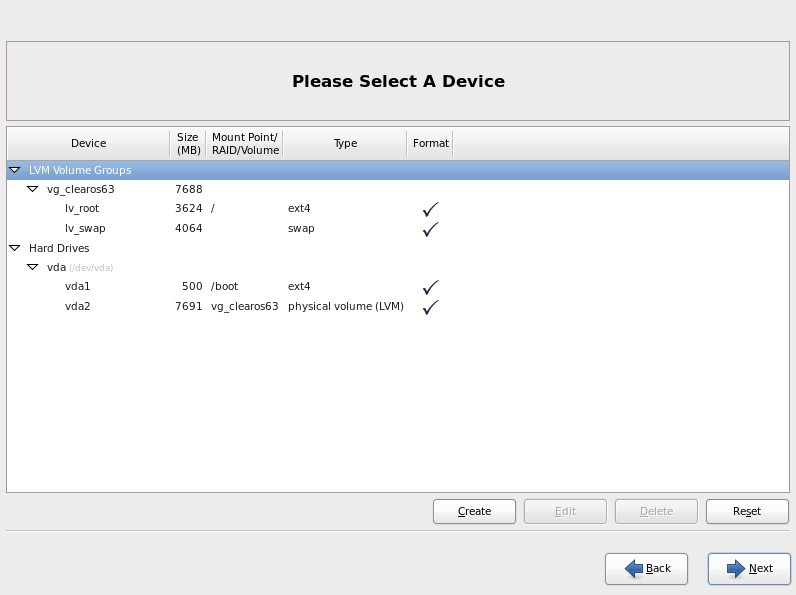 Please Select A Device
Device Size (MB) Mount Point/ RAID/Volume Type Format
LVM Volume Groups
vg_clearos63 7688
lv_root 3624 / ext4
lv_swap 4064 swap
Hard Drives
vda (/dev/vda)
vda1 500 /boot ext4
vda2 7691 vg_clearos63 physical volume (LVM)
Create Edit Delete Reset
Back Next